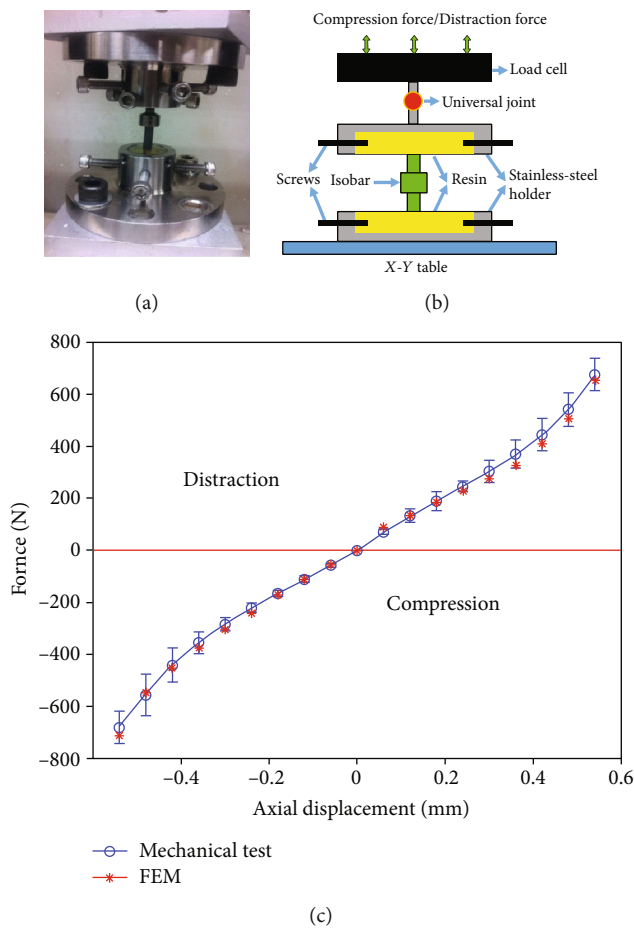 Compression force/Distraction force
Load cell
Universal joint
Screws
Isobar
Resin
Stainless-steel
holder
X-Y table
(a)
(b)
800
600
400
200
0
−200
−400
−600
−800
Fornce (N)
Distraction
Compression
−0.4
−0.2
0
0.2
0.4
0.6
Axial displacement (mm)
Mechanical test
FEM
(c)